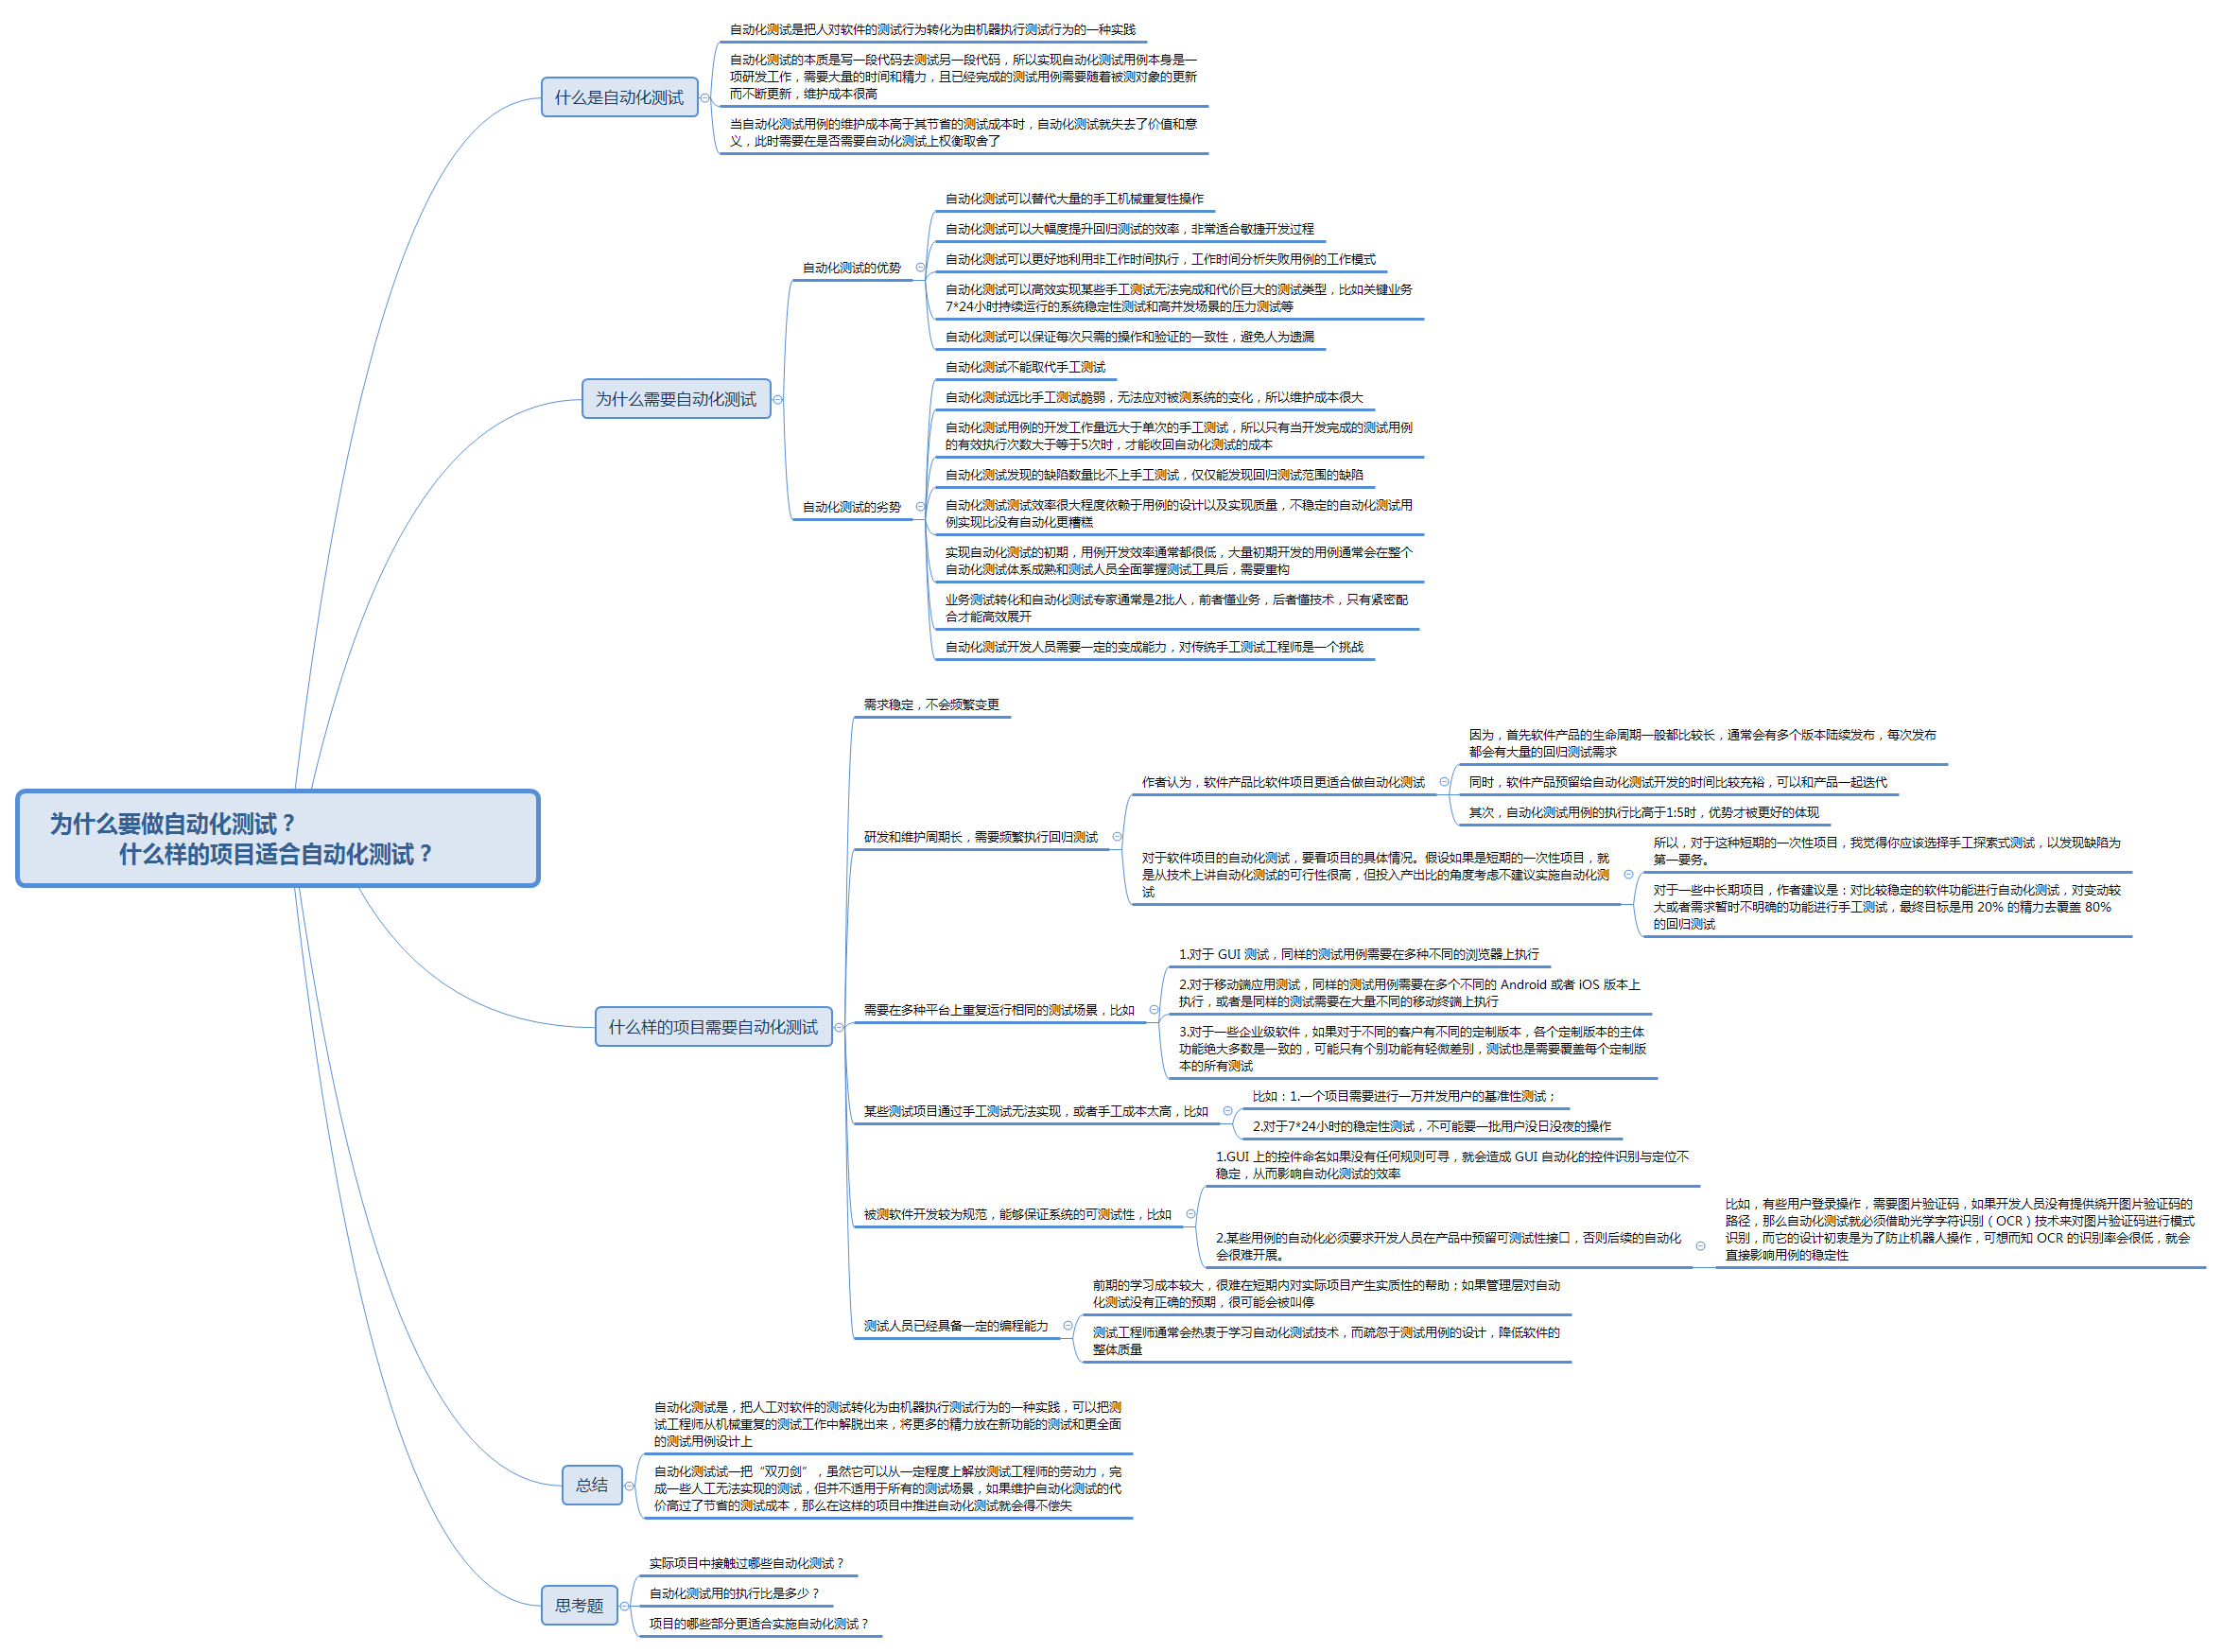 为什么要做自动化测试？
什么样的项目适合自动化测试？
什么是自动化测试
自动化测试是把人对软件的测试行为转化为由机器执行测试行为的一种实践
自动化测试的本质是写一段代码去测试另一段代码，所以实现自动化测试用例本身是一
项研发工作，需要大量的时间和精力，且已经完成的测试用例需要随着被测对象的更新
而不断更新，维护成本很高
当自动化测试用例的维护成本高于其节省的测试成本时，自动化测试就失去了价值和意
义，此时需要在是否需要自动化测试上权衡取舍了
为什么需要自动化测试
自动化测试的优势
自动化测试可以替代大量的手工机械重复性操作
自动化测试可以大幅度提升回归测试的效率，非常适合敏捷开发过程
自动化测试可以更好地利用非工作时间执行，工作时间分析失败用例的工作模式
自动化测试可以高效实现某些手工测试无法完成和代价巨大的测试类型，比如关键业务
7*24小时持续运行的系统稳定性测试和高并发场景的压力测试等
自动化测试可以保证每次只需的操作和验证的一致性，避免人为遗漏
自动化测试的劣势
自动化测试不能取代手工测试
自动化测试远比手工测试脆弱，无法应对被测系统的变化，所以维护成本很大
自动化测试用例的开发工作量远大于单次的手工测试，所以只有当开发完成的测试用例
的有效执行次数大于等于5次时，才能收回自动化测试的成本
自动化测试发现的缺陷数量比不上手工测试，仅仅能发现回归测试范围的缺陷
自动化测试测试效率很大程度依赖于用例的设计以及实现质量，不稳定的自动化测试用
例实现比没有自动化更糟糕
实现自动化测试的初期，用例开发效率通常都很低，大量初期开发的用例通常会在整个
自动化测试体系成熟和测试人员全面掌握测试工具后，需要重构
业务测试转化和自动化测试专家通常是2批人，前者懂业务，后者懂技术，只有紧密配
合才能高效展开
自动化测试开发人员需要一定的变成能力，对传统手工测试工程师是一个挑战
什么样的项目需要自动化测试
需求稳定，不会频繁变更
研发和维护周期长，需要频繁执行回归测试
作者认为，软件产品比软件项目更适合做自动化测试
因为，首先软件产品的生命周期一般都比较长，通常会有多个版本陆续发布，每次发布
都会有大量的回归测试需求
同时，软件产品预留给自动化测试开发的时间比较充裕，可以和产品一起迭代
其次，自动化测试用例的执行比高于1:5时，优势才被更好的体现
对于软件项目的自动化测试，要看项目的具体情况。假设如果是短期的一次性项目，就
是从技术上讲自动化测试的可行性很高，但投入产出比的角度考虑不建议实施自动化测
试
所以，对于这种短期的一次性项目，我觉得你应该选择手工探索式测试，以发现缺陷为
第一要务。
对于一些中长期项目，作者建议是：对比较稳定的软件功能进行自动化测试，对变动较
大或者需求暂时不明确的功能进行手工测试，最终目标是用 20% 的精力去覆盖 80%
的回归测试
需要在多种平台上重复运行相同的测试场景，比如
1.对于 GUI 测试，同样的测试用例需要在多种不同的浏览器上执行
2.对于移动端应用测试，同样的测试用例需要在多个不同的 Android 或者 iOS 版本上
执行，或者是同样的测试需要在大量不同的移动终端上执行
3.对于一些企业级软件，如果对于不同的客户有不同的定制版本，各个定制版本的主体
功能绝大多数是一致的，可能只有个别功能有轻微差别，测试也是需要覆盖每个定制版
本的所有测试
某些测试项目通过手工测试无法实现，或者手工成本太高，比如
比如：1.一个项目需要进行一万并发用户的基准性测试；
2.对于7*24小时的稳定性测试，不可能要一批用户没日没夜的操作
被测软件开发较为规范，能够保证系统的可测试性，比如
1.GUI 上的控件命名如果没有任何规则可寻，就会造成 GUI 自动化的控件识别与定位不
稳定，从而影响自动化测试的效率
2.某些用例的自动化必须要求开发人员在产品中预留可测试性接口，否则后续的自动化
会很难开展。
比如，有些用户登录操作，需要图片验证码，如果开发人员没有提供绕开图片验证码的
路径，那么自动化测试就必须借助光学字符识别（OCR）技术来对图片验证码进行模式
识别，而它的设计初衷是为了防止机器人操作，可想而知 OCR 的识别率会很低，就会
直接影响用例的稳定性
测试人员已经具备一定的编程能力
前期的学习成本较大，很难在短期内对实际项目产生实质性的帮助；如果管理层对自动
化测试没有正确的预期，很可能会被叫停
测试工程师通常会热衷于学习自动化测试技术，而疏忽于测试用例的设计，降低软件的
整体质量
总结
自动化测试是，把人工对软件的测试转化为由机器执行测试行为的一种实践，可以把测
试工程师从机械重复的测试工作中解脱出来，将更多的精力放在新功能的测试和更全面
的测试用例设计上
自动化测试试一把“双刃剑”，虽然它可以从一定程度上解放测试工程师的劳动力，完
成一些人工无法实现的测试，但并不适用于所有的测试场景，如果维护自动化测试的代
价高过了节省的测试成本，那么在这样的项目中推进自动化测试就会得不偿失
思考题
实际项目中接触过哪些自动化测试？
自动化测试用的执行比是多少？
项目的哪些部分更适合实施自动化测试？